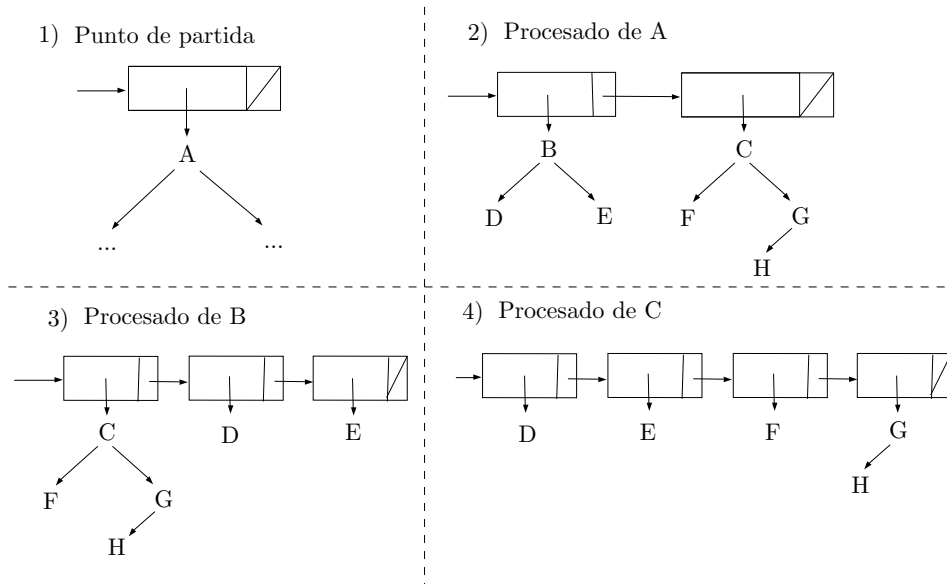 1) Punto de partida
A
... ...
2) Procesado de A
B C
D E F G
H
3) Procesado de B
C D E
F G
H
4) Procesado de C
D E F G
H